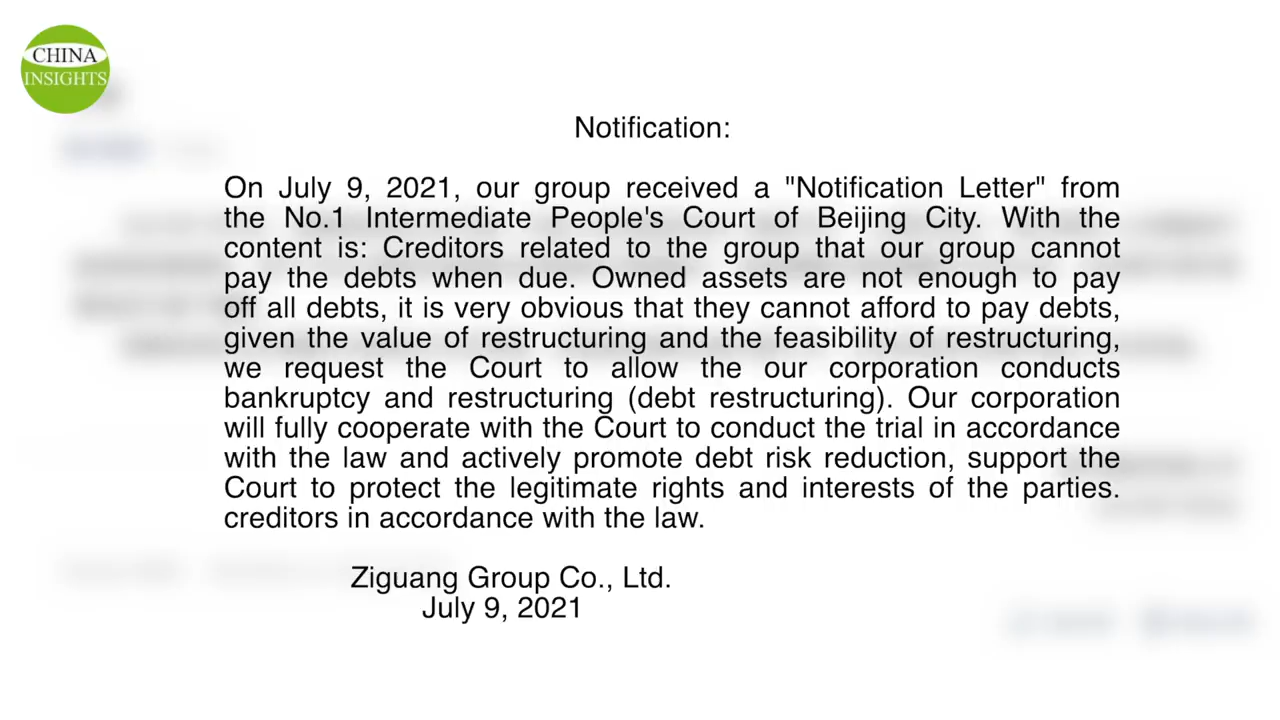 CHINA
INSIGHTS
Notification:
On July 9, 2021, our group received a "Notification Letter" from
the No.1 Intermediate People's Court of Beijing City. With the
content is: Creditors related to the group that our group cannot
pay the debts when due. Owned assets are not enough to pay
off all debts, it is very obvious that they cannot afford to pay debts,
given the value of restructuring and the feasibility of restructuring,
we request the Court to allow the our corporation conducts
bankruptcy and restructuring (debt restructuring). Our corporation
will fully cooperate with the Court to conduct the trial in accordance
with the law and actively promote debt risk reduction, support the
Court to protect the legitimate rights and interests of the parties.
creditors in accordance with the law.
Ziguang Group Co., Ltd.
July 9, 2021